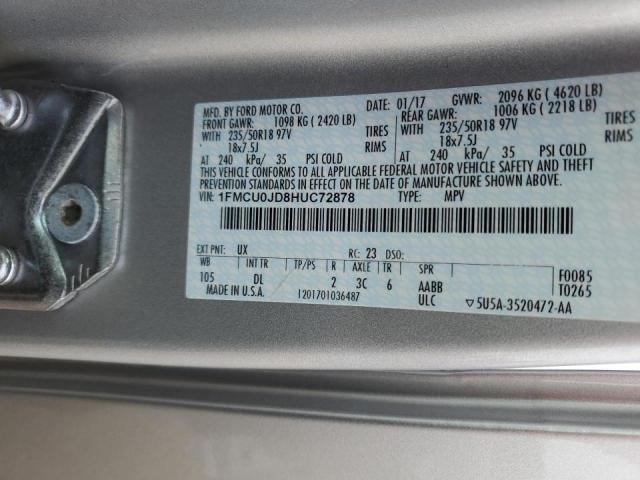 MFD. BY FORD MOTOR CO.
DATE: 01/17 GVWR: 2096 KG ( 4620 LB)
FRONT GAWR: 1098 KG ( 2420 LB)
REAR GAWR: 1006 KG ( 2218 LB)
WITH 235/50R18 97V TIRES
WITH 235/50R18 97V TIRES
18x7.5J RIMS
18x7.5J RIMS
AT 240 kPa/ 35 PSI COLD
AT 240 kPa/ 35 PSI COLD
THIS VEHICLE CONFORMS TO ALL APPLICABLE FEDERAL MOTOR VEHICLE SAFETY AND THEFT
PREVENTION STANDARDS IN EFFECT ON THE DATE OF MANUFACTURE SHOWN ABOVE.
VIN: 1FMCU0JD8HUC72878 TYPE: MPV
EXT PNT: UX RC: 23 DSO:
WB INT TR TP/PS R AXLE TR SPR
105 DL 2 3C 6 AABB
MADE IN U.S.A. 1201701036487 ULC
F0085
T0265
▽5U5A-3520472-AA